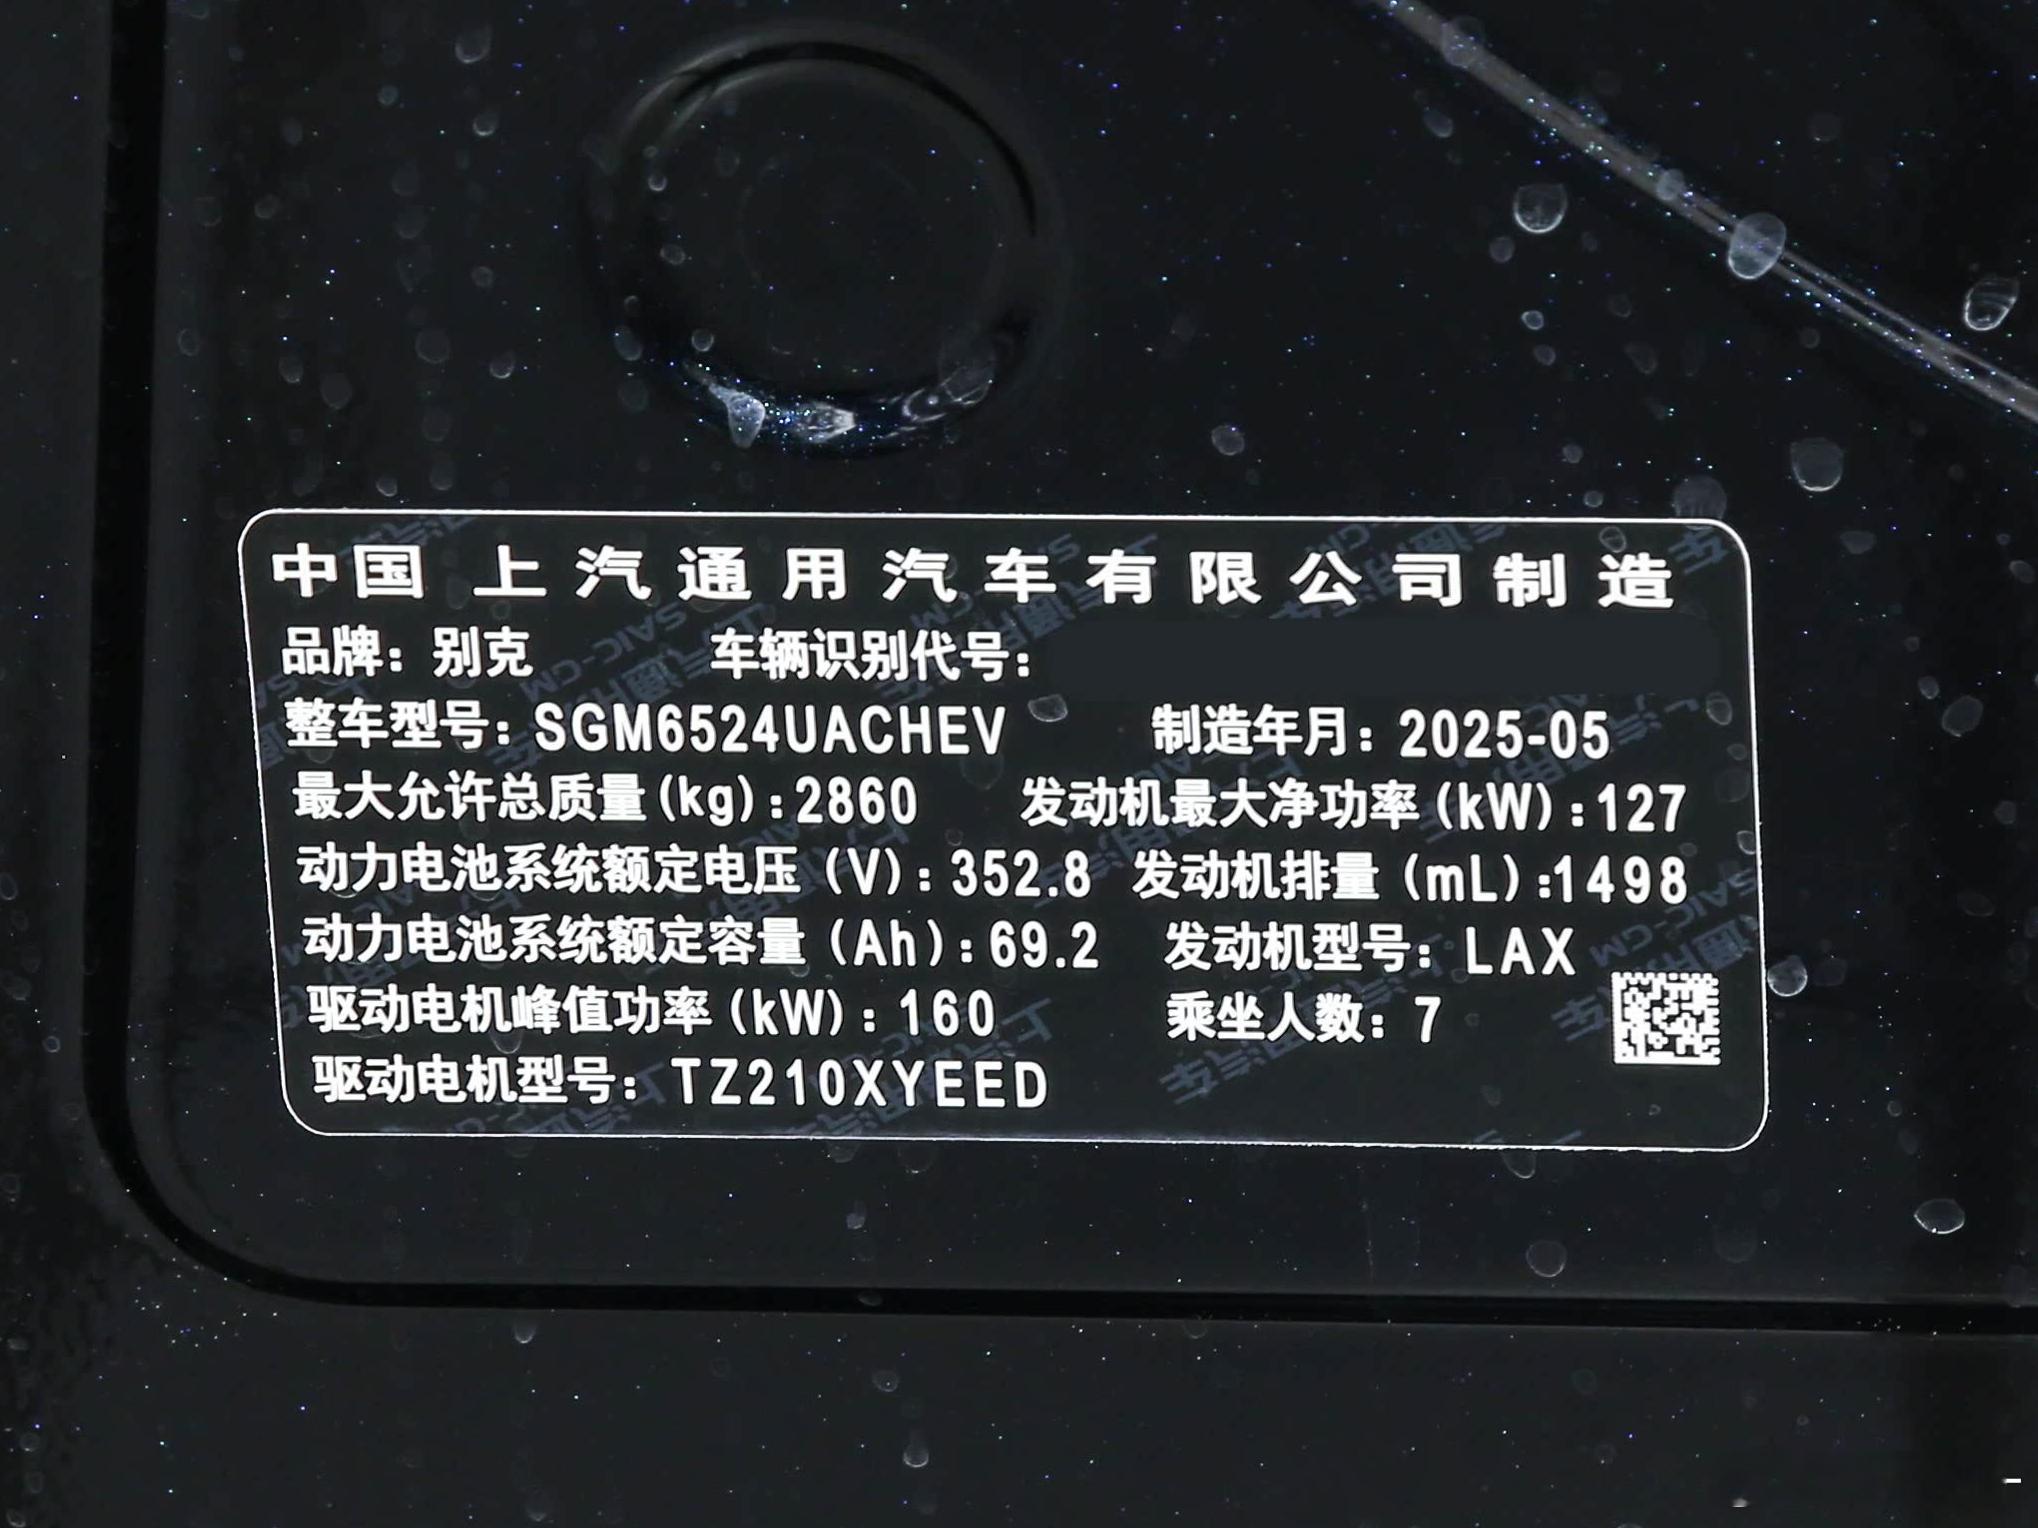 中国 上汽通用汽车有限公司制造
品牌：别克 车辆识别代号：
整车型号：SGM6524UACHEV 制造年月：2025-05
最大允许总质量(kg):2860 发动机最大净功率(kW):127
动力电池系统额定电压(V):352.8 发动机排量(mL):1498
动力电池系统额定容量(Ah):69.2 发动机型号：LAX
驱动电机峰值功率(kW):160 乘坐人数：7
驱动电机型号：TZ210XYEED